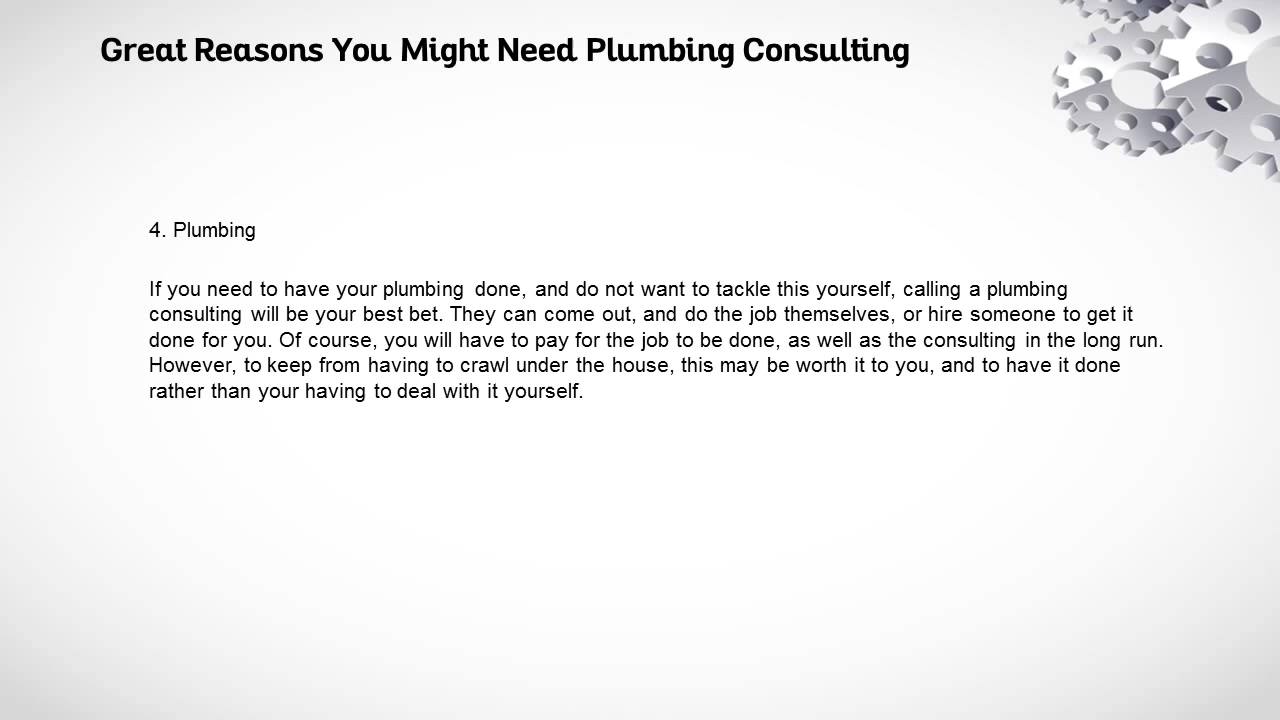 Great Reasons You Might Need Plumbing Consulting
4. Plumbing
If you need to have your plumbing done, and do not want to tackle this yourself, calling a plumbing
consulting will be your best bet. They can come out, and do the job themselves, or hire someone to get it
done for you. Of course, you will have to pay for the job to be done, as well as the consulting in the long run.
However, to keep from having to crawl under the house, this may be worth it to you, and to have it done
rather than your having to deal with it yourself.